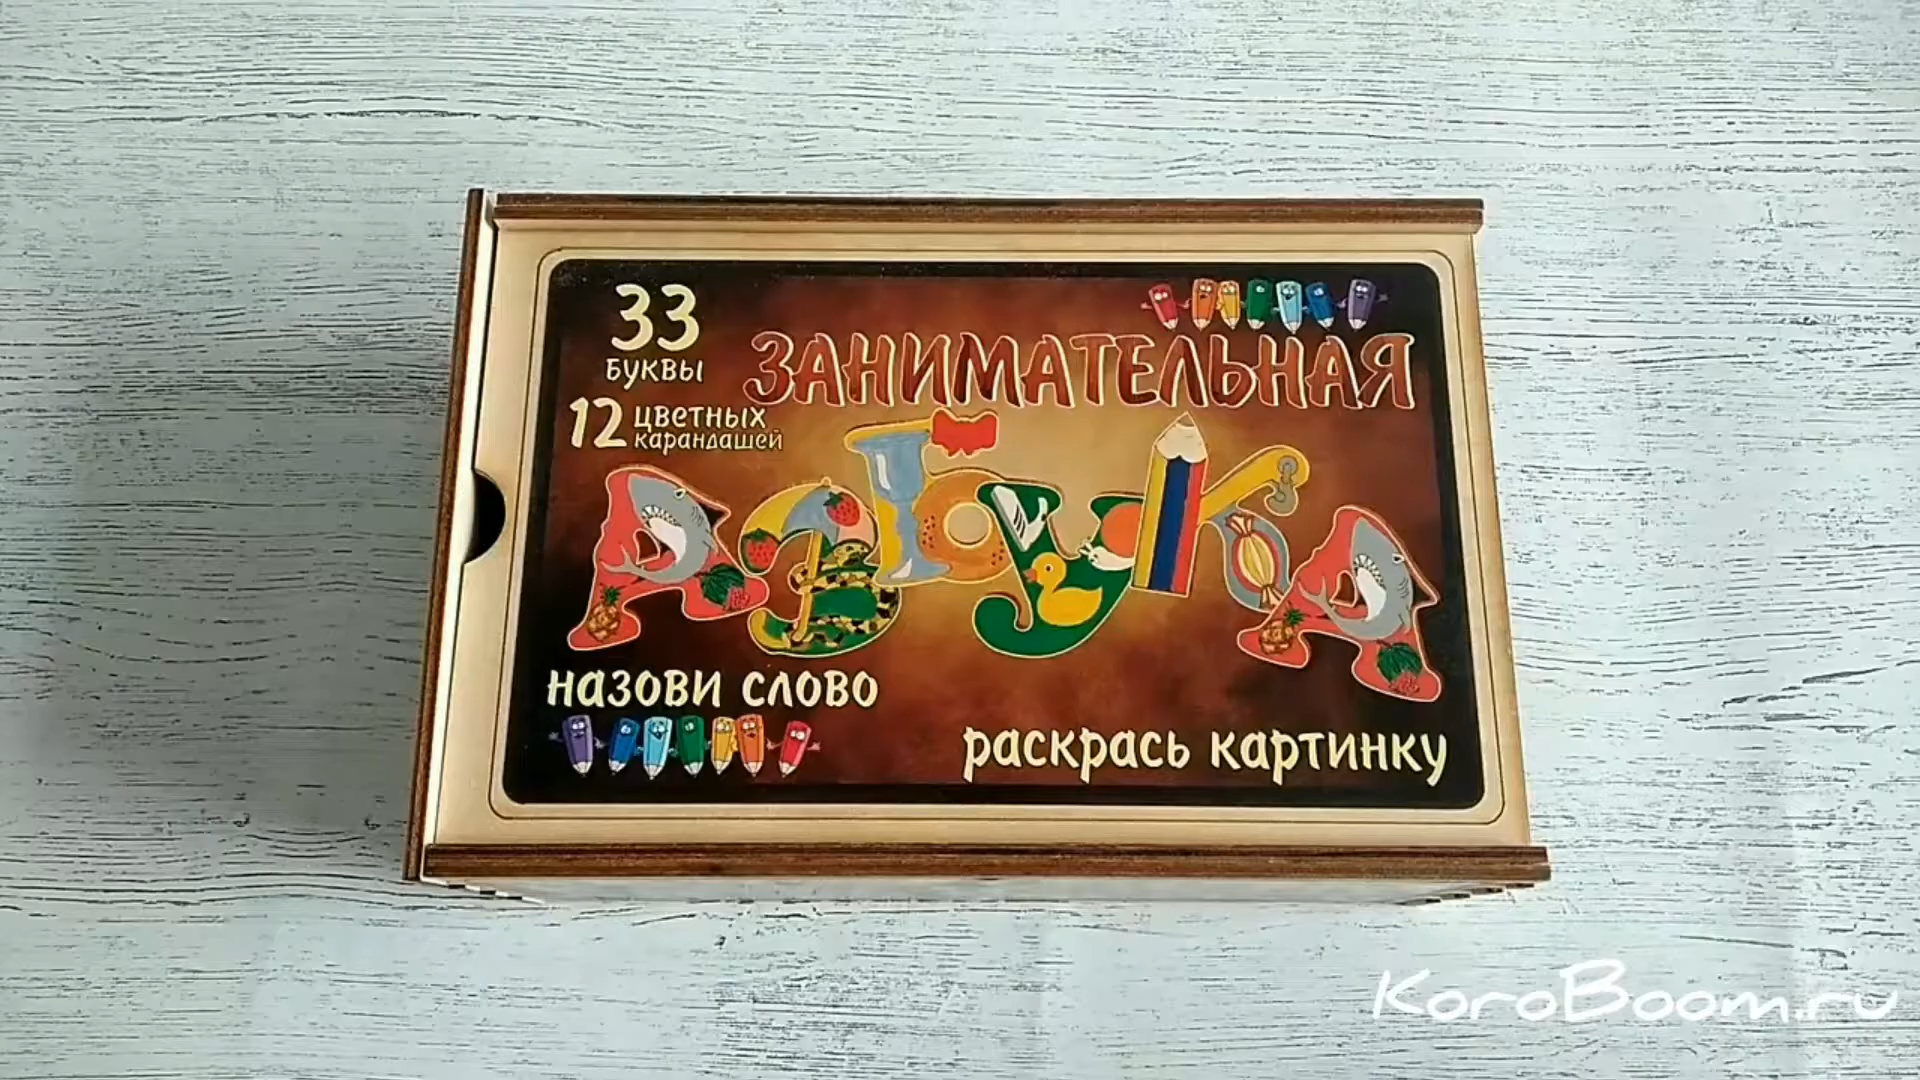 33
БУКВЫ
12 ЦВЕТНЫХ
карандашей
ЗАНИМАТЕЛЬНАЯ
Азбука
назови слово
раскрась картинку
KoroBoom.ru